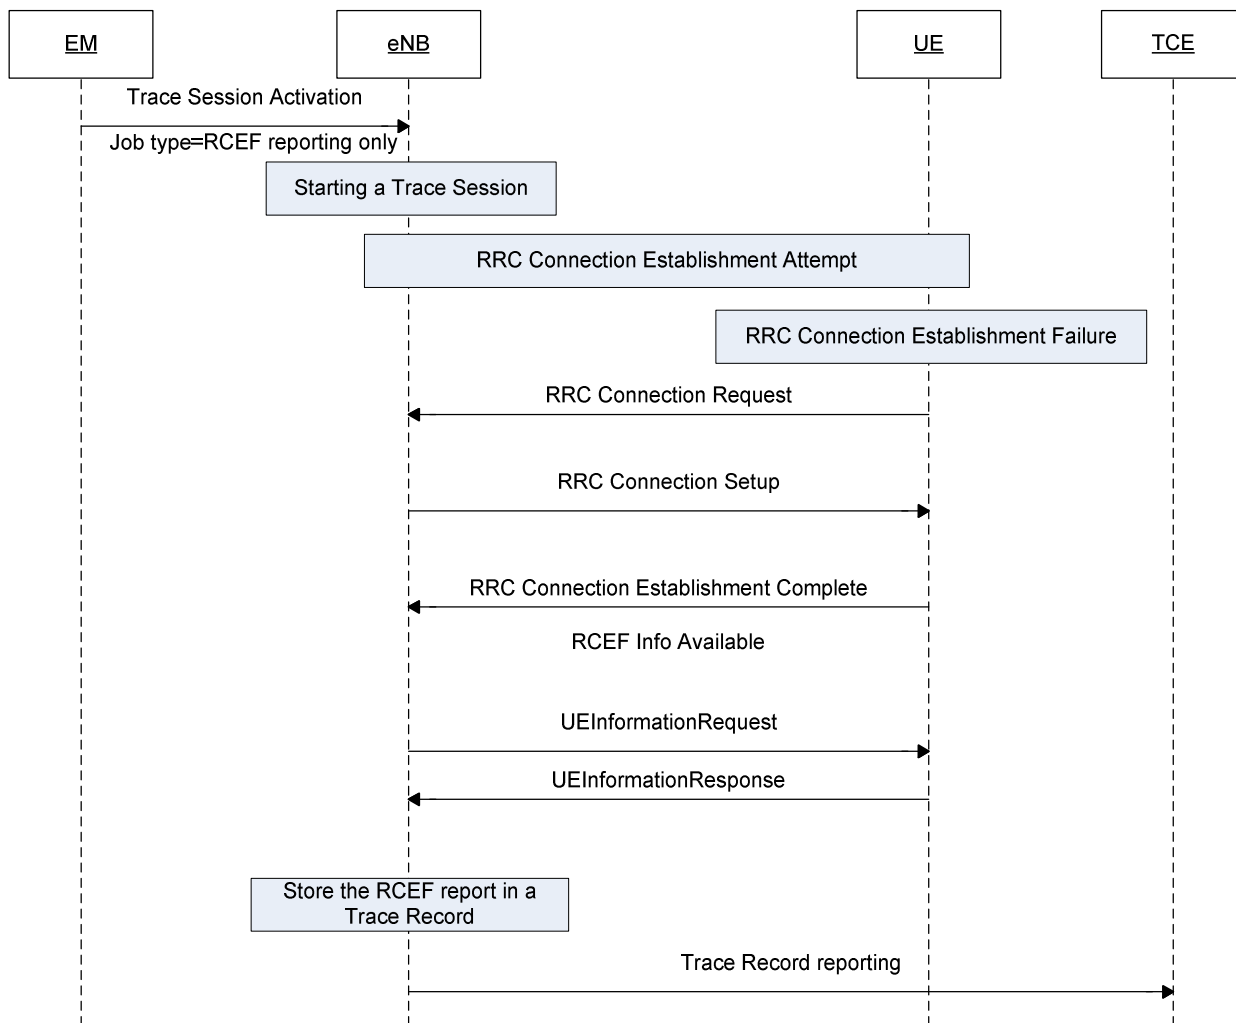 EM
eNB
UE
TCE
Trace Session Activation
Job type=RCEF reporting only
Starting a Trace Session
RRC Connection Establishment Attempt
RRC Connection Establishment Failure
RRC Connection Request
RRC Connection Setup
RRC Connection Establishment Complete
RCEF Info Available
UEInformationRequest
UEInformationResponse
Store the RCEF report in a
Trace Record
Trace Record reporting